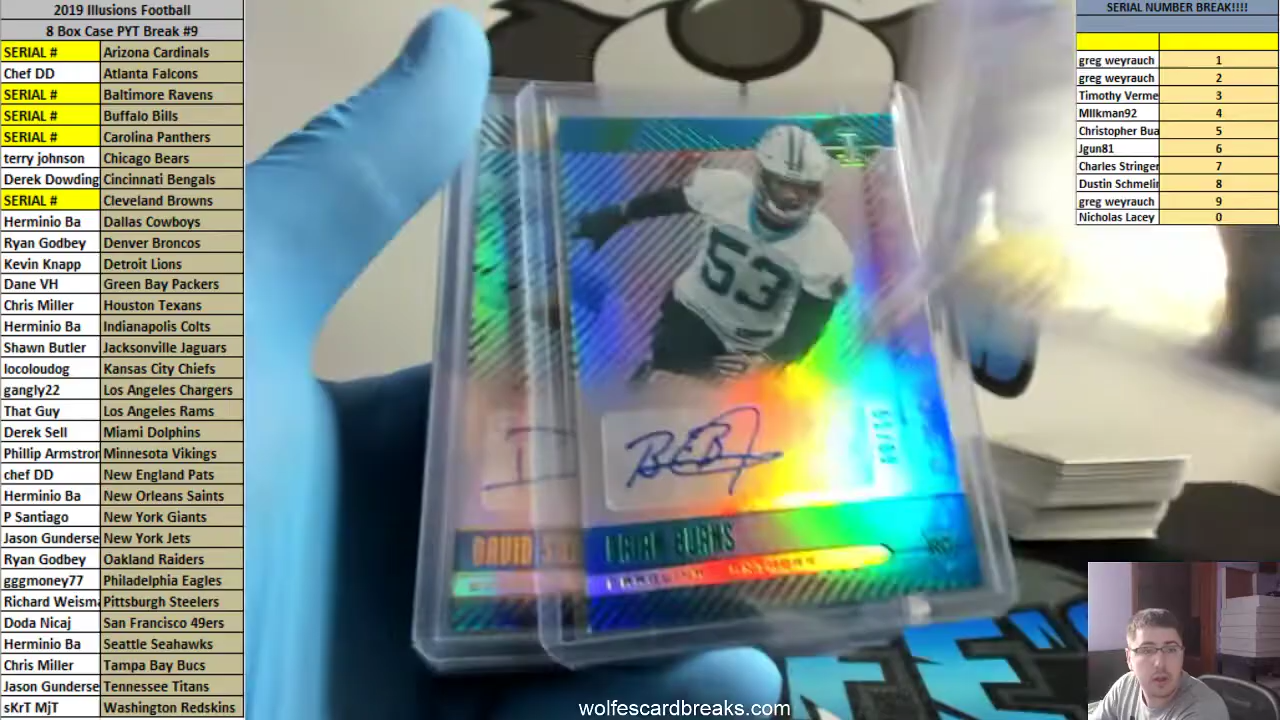 2019 Illusions Football
8 Box Case PYT Break #9
SERIAL # Arizona Cardinals
Chef DD Atlanta Falcons
SERIAL # Baltimore Ravens
SERIAL # Buffalo Bills
SERIAL # Carolina Panthers
terry johnson Chicago Bears
Derek Dowding Cincinnati Bengals
SERIAL # Cleveland Browns
Herminio Ba Dallas Cowboys
Ryan Godbey Denver Broncos
Kevin Knapp Detroit Lions
Dane VH Green Bay Packers
Chris Miller Houston Texans
Herminio Ba Indianapolis Colts
Shawn Butler Jacksonville Jaguars
locoloudog Kansas City Chiefs
gangly22 Los Angeles Chargers
That Guy Los Angeles Rams
Derek Sell Miami Dolphins
Phillip Armstror Minnesota Vikings
chef DD New England Pats
Herminio Ba New Orleans Saints
P Santiago New York Giants
Jason Gunderse New York Jets
Ryan Godbey Oakland Raiders
gggmoney77 Philadelphia Eagles
Richard Weisma Pittsburgh Steelers
Doda Nicaj San Francisco 49ers
Herminio Ba Seattle Seahawks
Chris Miller Tampa Bay Bucs
Jason Gunderse Tennessee Titans
sKrT MjT Washington Redskins
SERIAL NUMBER BREAK!!!!
greg weyrauch 1
greg weyrauch 2
Timothy Verme 3
MIlkman92 4
Christopher Bua 5
Jgun81 6
Charles Stringer 7
Dustin Schmelin 8
greg weyrauch 9
Nicholas Lacey 0
53
DAVID
BRIAN BURNS
CAROLINA PANTHERS
RC
wolfescardbreaks.com